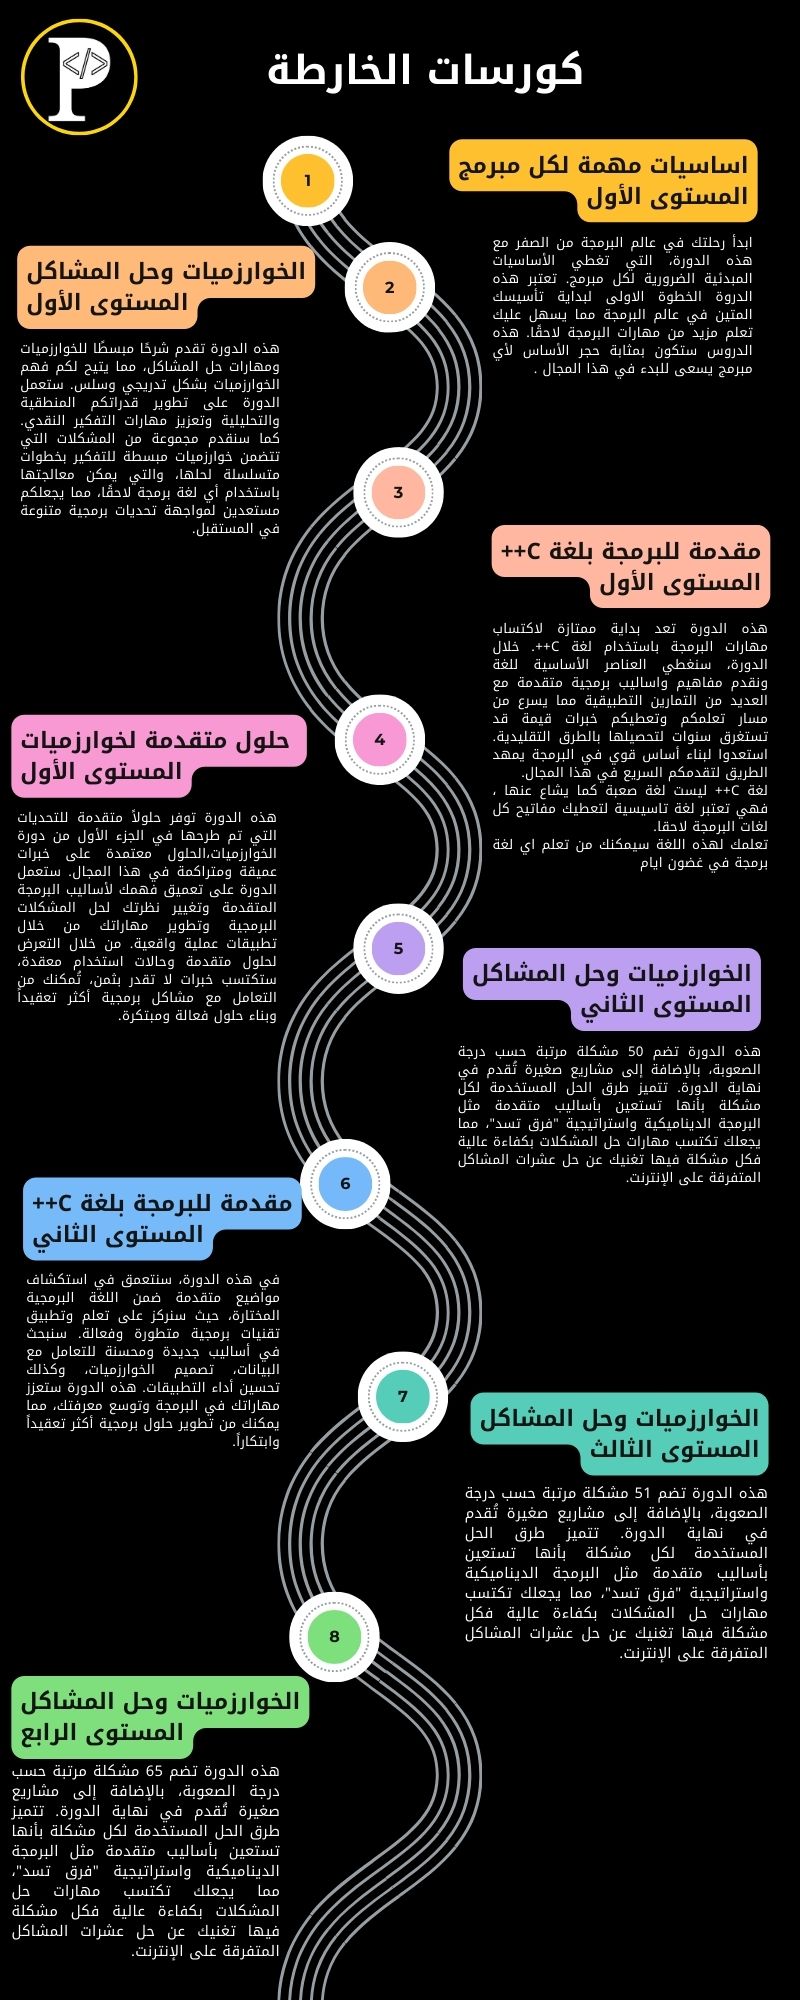 P
</>
كورسات الخارطة
1
اساسيات مهمة لكل مبرمج
المستوى الأول
ابدأ رحلتك في عالم البرمجة من الصفر مع
هذه الدورة، التي تغطي الأساسيات
المبدئية الضرورية لكل مبرمج. تعتبر هذه
الدروة الخطوة الاولى لبداية تأسيسك
المتين في عالم البرمجة مما يسهل عليك
تعلم مزيد من مهارات البرمجة لاحقًا. هذه
الدروس ستكون بمثابة حجر الأساس لأي
مبرمج يسعى للبدء في هذا المجال .
2
الخوارزميات وحل المشاكل
المستوى الأول
هذه الدورة تقدم شرحًا مبسطًا للخوارزميات
ومهارات حل المشاكل، مما يتيح لكم فهم
الخوارزميات بشكل تدريجي وسلس. ستعمل
الدورة على تطوير قدراتكم المنطقية
والتحليلية وتعزيز مهارات التفكير النقدي.
كما سنقدم مجموعة من المشكلات التي
تتضمن خوارزميات مبسطة للتفكير بخطوات
متسلسلة لحلها، والتي يمكن معالجتها
باستخدام أي لغة برمجة لاحقًا، مما يجعلكم
مستعدين لمواجهة تحديات برمجية متنوعة
في المستقبل.
3
مقدمة للبرمجة بلغة C++
المستوى الأول
هذه الدورة تعد بداية ممتازة لاكتساب
مهارات البرمجة باستخدام لغة C++. خلال
الدورة، سنغطي العناصر الأساسية للغة
ونقدم مفاهيم واساليب برمجية متقدمة مع
العديد من التمارين التطبيقية مما يسرع من
مسار تعلمكم وتعطيكم خبرات قيمة قد
تستغرق سنوات لتحصيلها بالطرق التقليدية.
استعدوا لبناء أساس قوي في البرمجة يمهد
الطريق لتقدمكم السريع في هذا المجال.
لغة C++ ليست لغة صعبة كما يشاع عنها ،
فهي تعتبر لغة تاسيسية لتعطيك مفاتيح كل
لغات البرمجة لاحقا.
تعلمك لهذه اللغة سيمكنك من تعلم اي لغة
برمجة في غضون ايام
4
حلول متقدمة لخوارزميات
المستوى الأول
هذه الدورة توفر حلولاً متقدمة للتحديات
التي تم طرحها في الجزء الأول من دورة
الخوارزميات،الحلول معتمدة على خبرات
عميقة ومتراكمة في هذا المجال. ستعمل
الدورة على تعميق فهمك لأساليب البرمجة
المتقدمة وتغيير نظرتك لحل المشكلات
البرمجية وتطوير مهاراتك من خلال
تطبيقات عملية واقعية. من خلال التعرض
لحلول متقدمة وحالات استخدام معقدة،
ستكتسب خبرات لا تقدر بثمن، تُمكنك من
التعامل مع مشاكل برمجية أكثر تعقيداً
وبناء حلول فعالة ومبتكرة.
5
الخوارزميات وحل المشاكل
المستوى الثاني
هذه الدورة تضم 50 مشكلة مرتبة حسب درجة
الصعوبة، بالإضافة إلى مشاريع صغيرة تُقدم في
نهاية الدورة. تتميز طرق الحل المستخدمة لكل
مشكلة بأنها تستعين بأساليب متقدمة مثل
البرمجة الديناميكية واستراتيجية "فرق تسد"، مما
يجعلك تكتسب مهارات حل المشكلات بكفاءة عالية
فكل مشكلة فيها تغنيك عن حل عشرات المشاكل
المتفرقة على الإنترنت.
6
مقدمة للبرمجة بلغة C++
المستوى الثاني
في هذه الدورة، سنتعمق في استكشاف
مواضيع متقدمة ضمن اللغة البرمجية
المختارة، حيث سنركز على تعلم وتطبيق
تقنيات برمجية متطورة وفعالة. سنبحث
في أساليب جديدة ومحسنة للتعامل مع
البيانات، تصميم الخوارزميات، وكذلك
تحسين أداء التطبيقات. هذه الدورة ستعزز
مهاراتك في البرمجة وتوسع معرفتك، مما
يمكنك من تطوير حلول برمجية أكثر تعقيداً
وابتكاراً.
7
الخوارزميات وحل المشاكل
المستوى الثالث
هذه الدورة تضم 51 مشكلة مرتبة حسب درجة
الصعوبة، بالإضافة إلى مشاريع صغيرة تُقدم
في نهاية الدورة. تتميز طرق الحل
المستخدمة لكل مشكلة بأنها تستعين
بأساليب متقدمة مثل البرمجة الديناميكية
واستراتيجية "فرق تسد"، مما يجعلك تكتسب
مهارات حل المشكلات بكفاءة عالية فكل
مشكلة فيها تغنيك عن حل عشرات المشاكل
المتفرقة على الإنترنت.
8
الخوارزميات وحل المشاكل
المستوى الرابع
هذه الدورة تضم 65 مشكلة مرتبة حسب
درجة الصعوبة، بالإضافة إلى مشاريع
صغيرة تُقدم في نهاية الدورة. تتميز
طرق الحل المستخدمة لكل مشكلة بأنها
تستعين بأساليب متقدمة مثل البرمجة
الديناميكية واستراتيجية "فرق تسد"،
مما يجعلك تكتسب مهارات حل
المشكلات بكفاءة عالية فكل مشكلة
فيها تغنيك عن حل عشرات المشاكل
المتفرقة على الإنترنت.